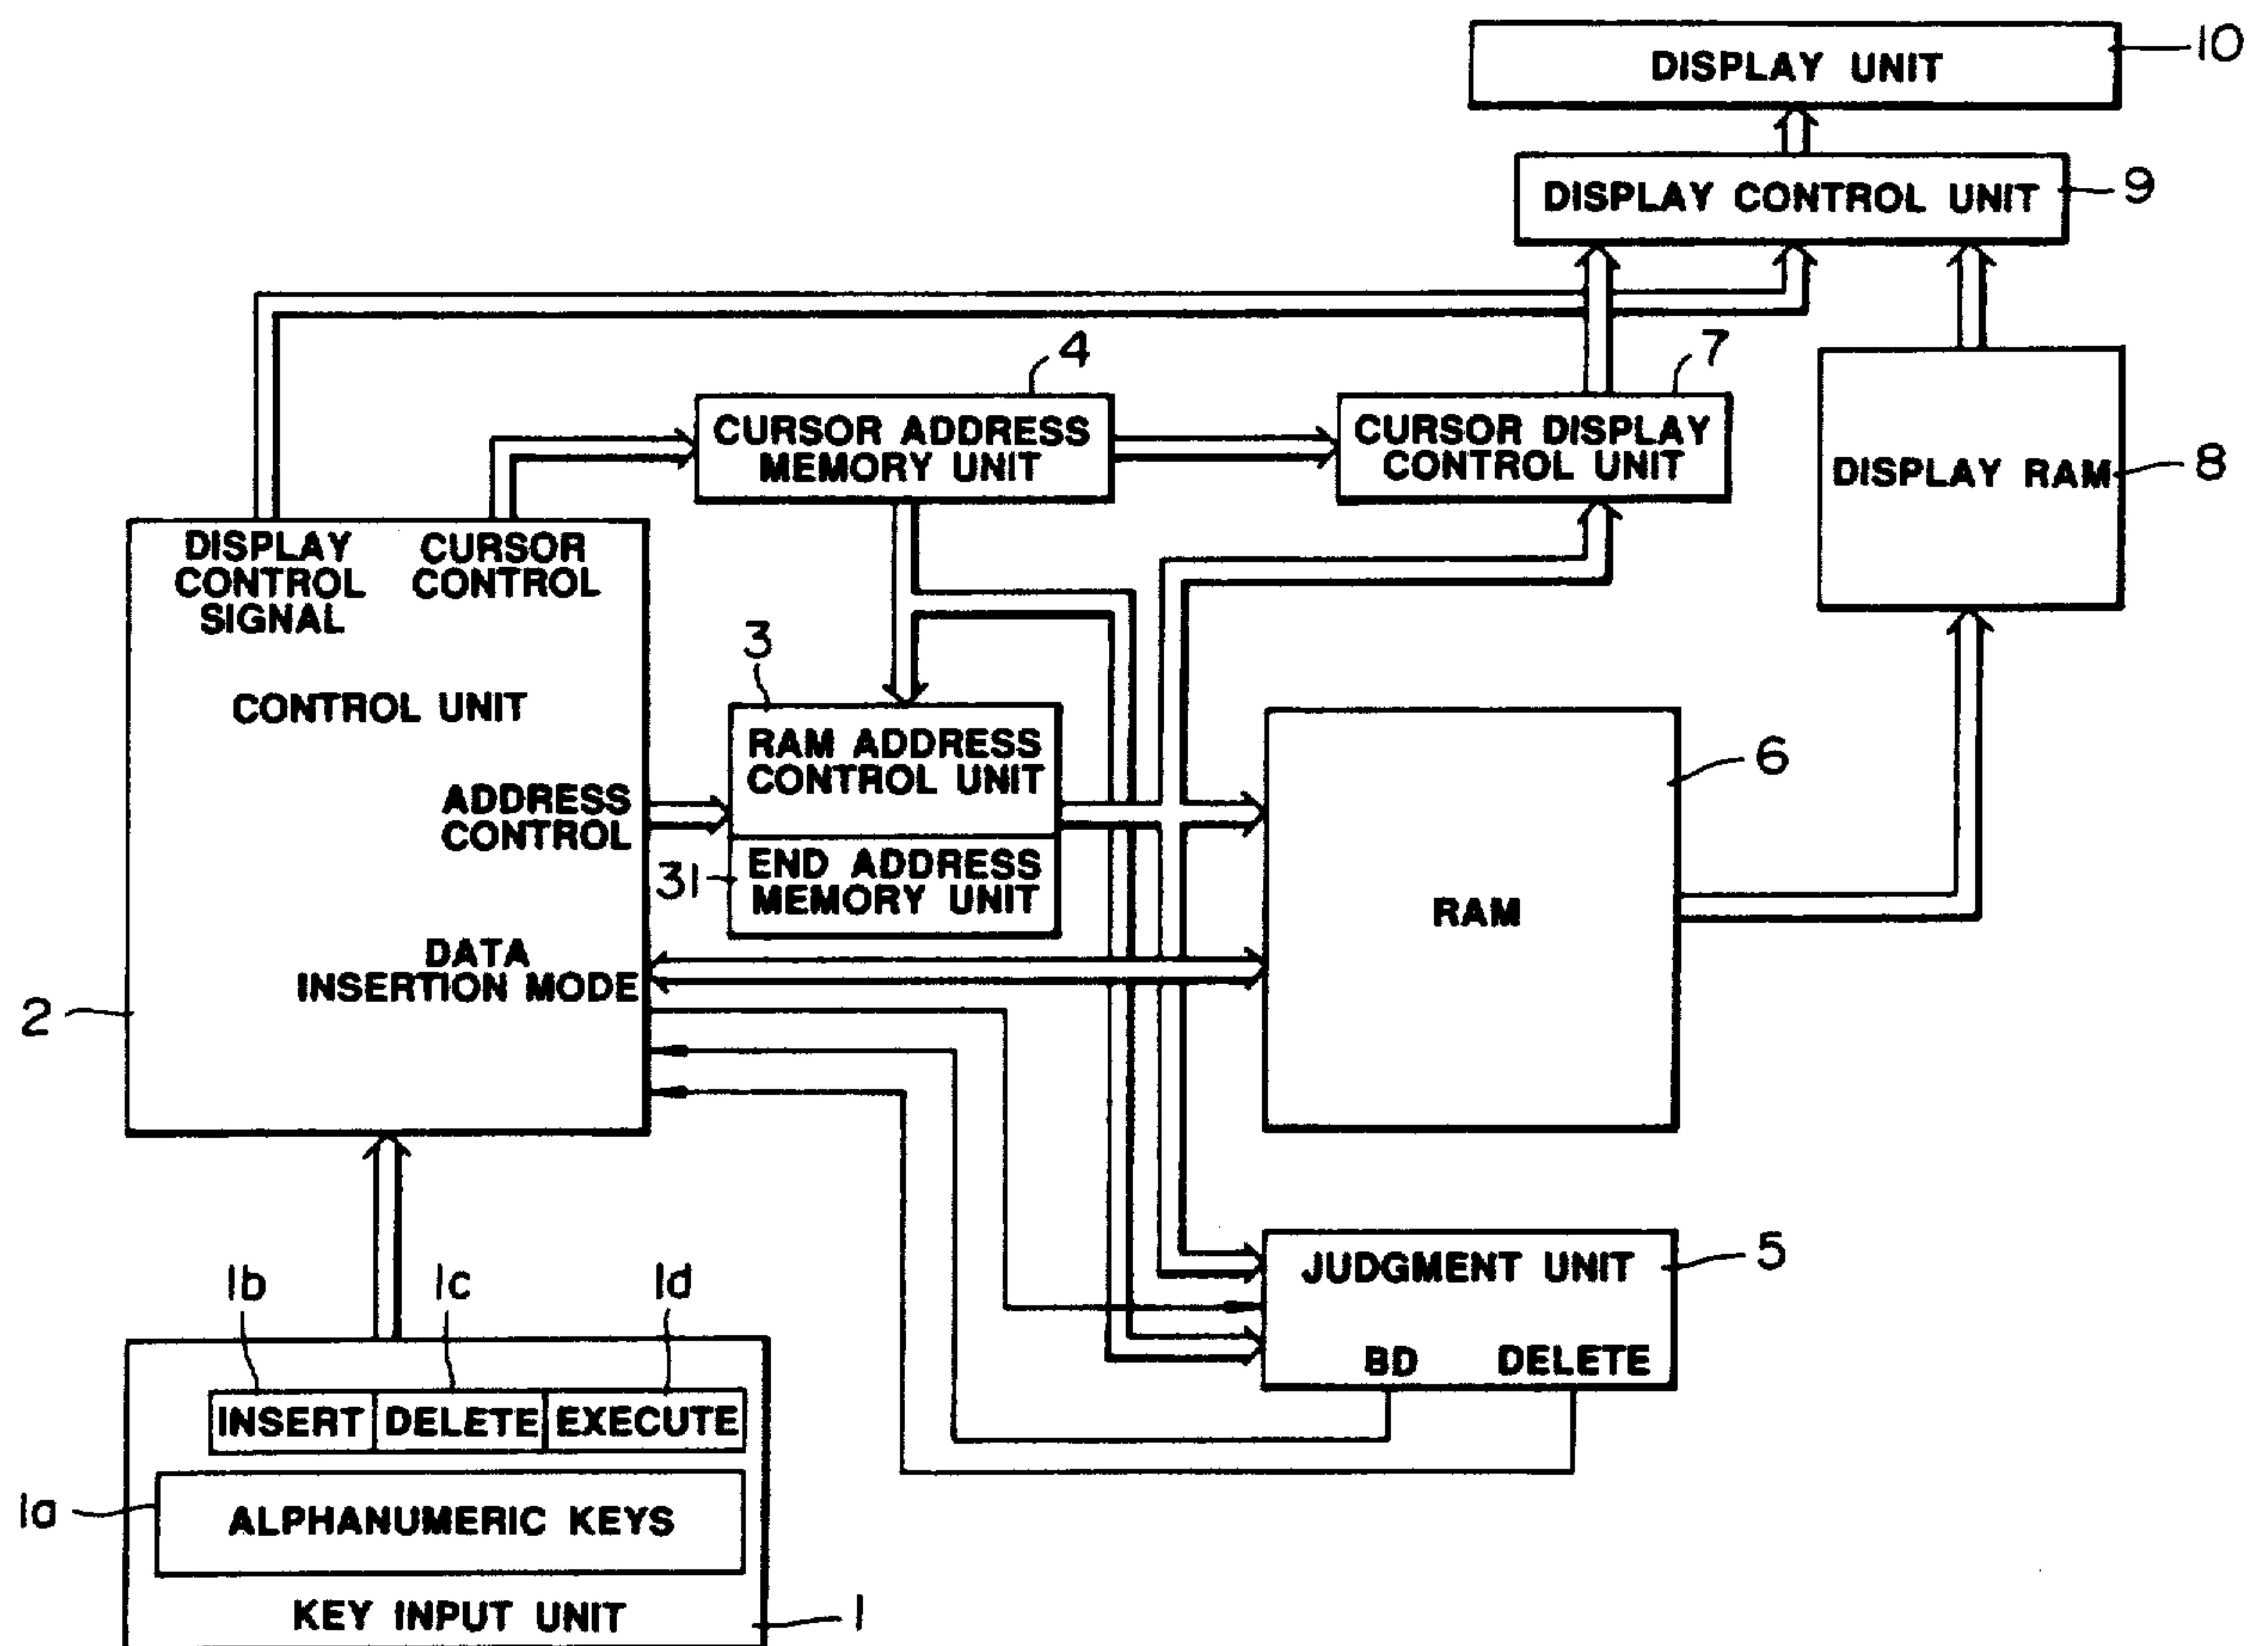 DISPLAY UNIT
10
DISPLAY CONTROL UNIT
9
4
CURSOR ADDRESS
MEMORY UNIT
7
CURSOR DISPLAY
CONTROL UNIT
DISPLAY RAM
8
DISPLAY
CONTROL
SIGNAL
CURSOR
CONTROL
CONTROL UNIT
ADDRESS
CONTROL
DATA
INSERTION MODE
2
3
RAM ADDRESS
CONTROL UNIT
31
END ADDRESS
MEMORY UNIT
RAM
6
JUDGMENT UNIT
5
BD
DELETE
1b
1c
1d
INSERT
DELETE
EXECUTE
1a
ALPHANUMERIC KEYS
KEY INPUT UNIT
1